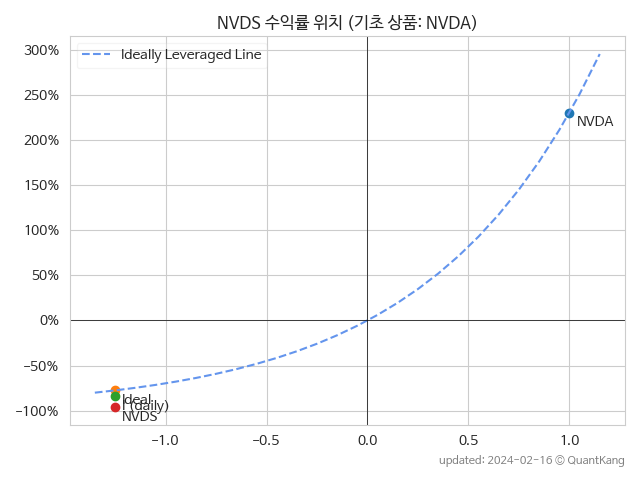 NVDS 수익률 위치 (기초 상품: NVDA)
Ideally Leveraged Line
300%
250%
200%
150%
100%
50%
0%
−50%
−100%
NVDA
Ideal
(daily)
NVDS
−1.0
−0.5
0.0
0.5
1.0
updated: 2024-02-16 © QuantKang